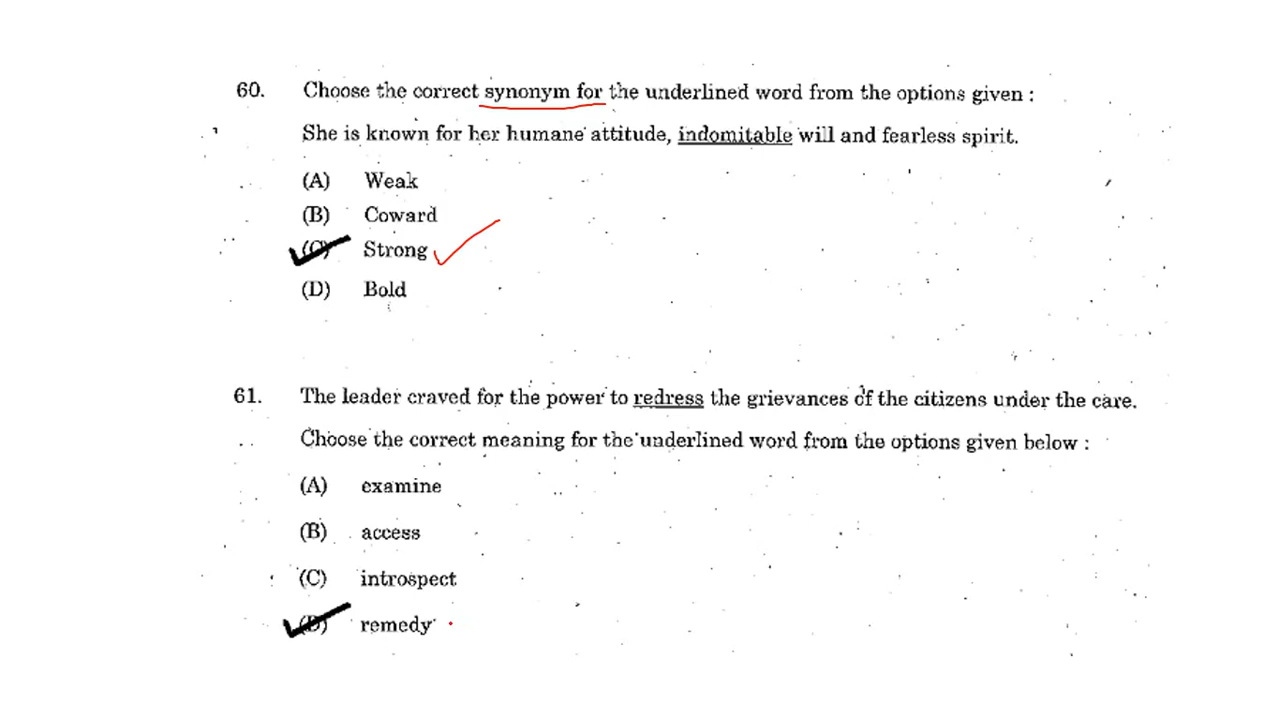 60. Choose the correct synonym for the underlined word from the options given :
She is known for her humane attitude, indomitable will and fearless spirit.
(A) Weak
(B) Coward
(C) Strong
(D) Bold
61. The leader craved for the power to redress the grievances of the citizens under the care.
Choose the correct meaning for the underlined word from the options given below :
(A) examine
(B) access
(C) introspect
(D) remedy